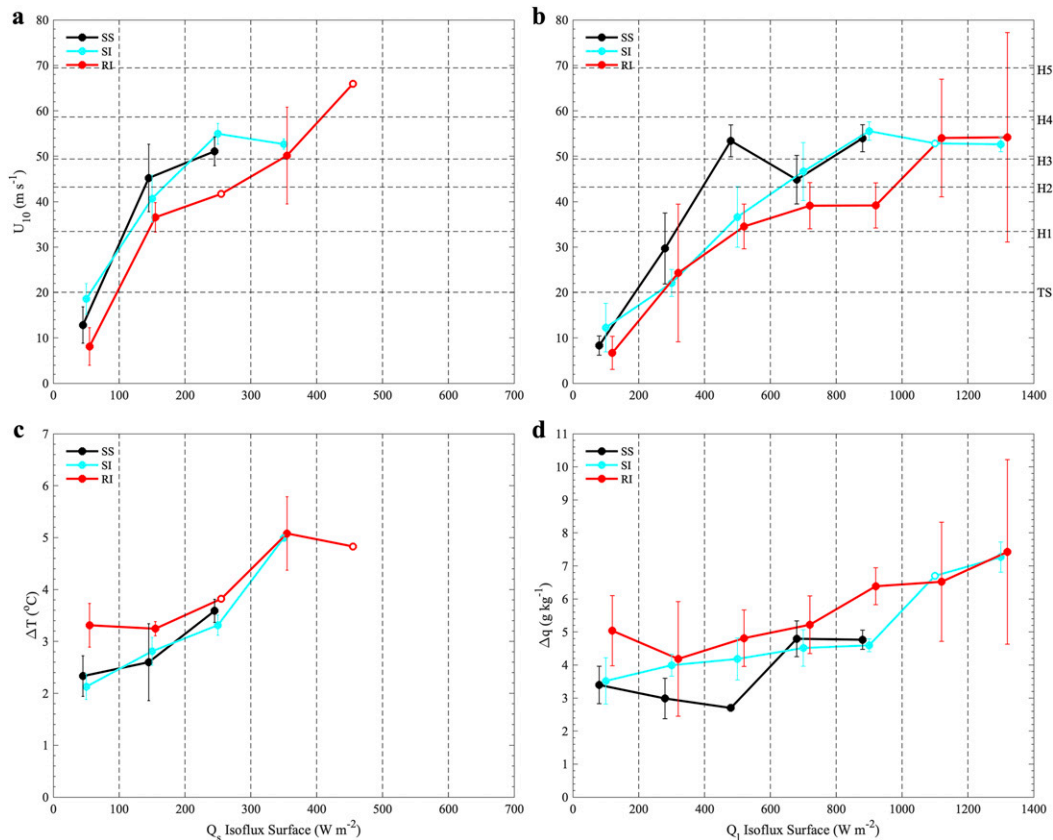 a
80
70
60
50
40
30
20
10
0
U10 (m s-1)
SS
SI
RI
0 100 200 300 400 500 600 700
b
80
70
60
50
40
30
20
10
0
SS
SI
RI
H5
H4
H3
H2
H1
TS
0 200 400 600 800 1000 1200 1400
c
7
6
5
4
3
2
1
0
ΔT (oC)
SS
SI
RI
0 100 200 300 400 500 600 700
Qs Isoflux Surface (W m-2)
d
11
10
9
8
7
6
5
4
3
2
1
0
Δq (g kg-1)
SS
SI
RI
0 200 400 600 800 1000 1200 1400
Ql Isoflux Surface (W m-2)